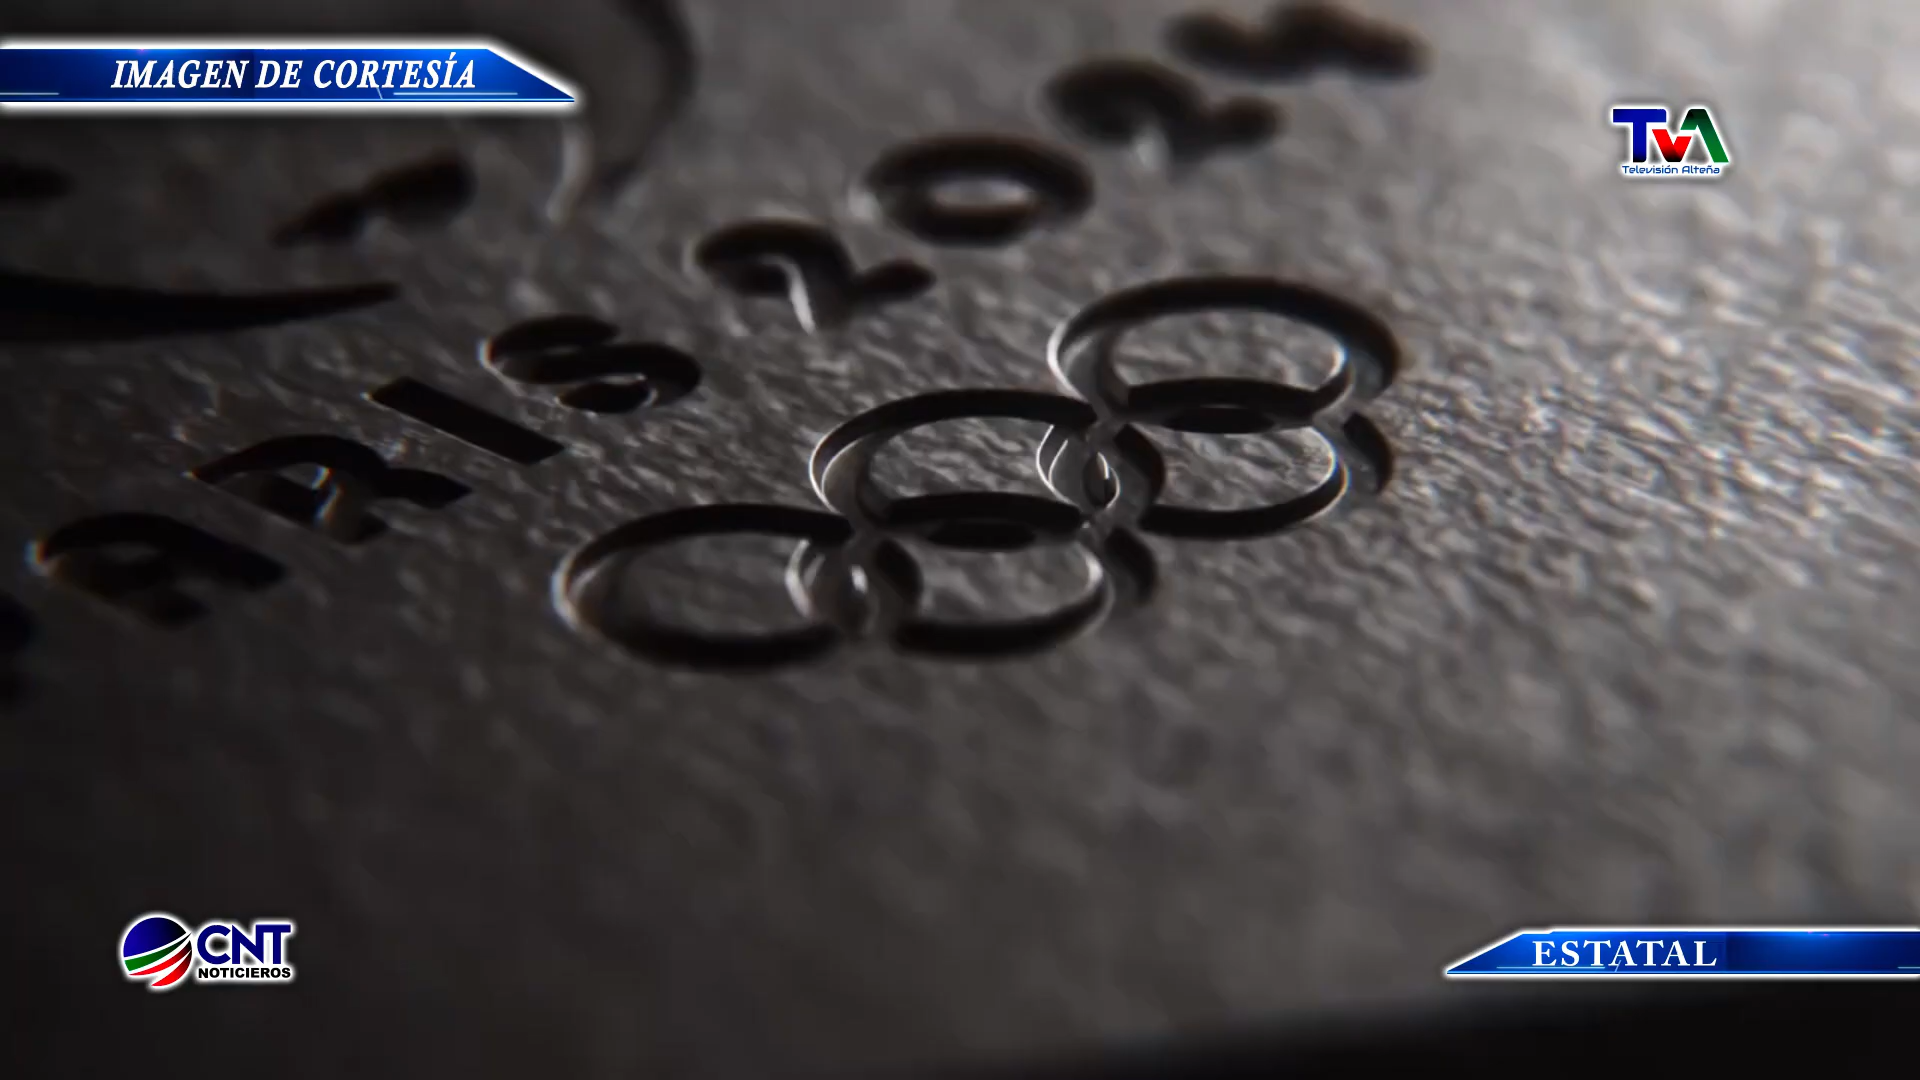 IMAGEN DE CORTESÍA
TVA
Televisión Alteña
PARIS 2024
CNT
NOTICIEROS
ESTATAL